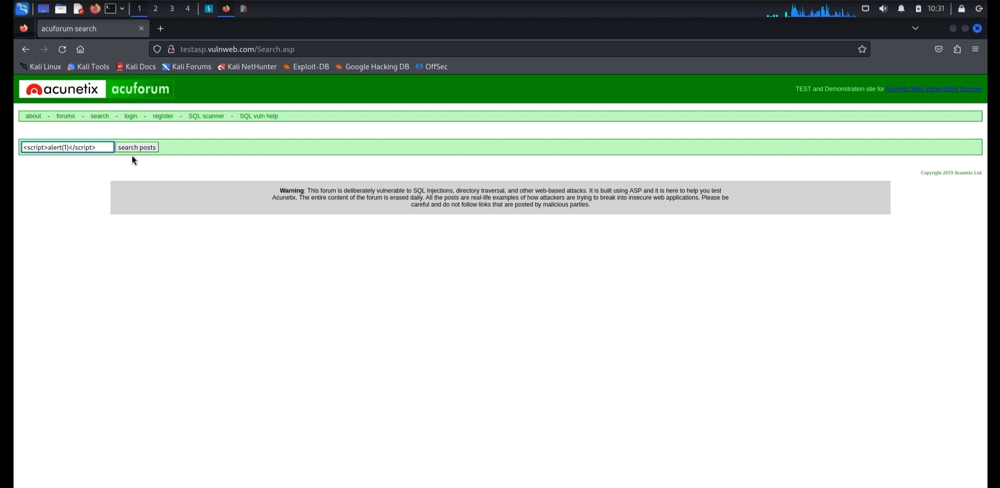 1 2 3 4 10:31
acuforum search
testasp.vulnweb.com/Search.asp
Kali Linux Kali Tools Kali Docs Kali Forums Kali NetHunter Exploit-DB Google Hacking DB OffSec
acunetix acuforum TEST and Demonstration site for Acunetix Web Vulnerability Scanner
about - forums - search - login - register - SQL scanner - SQL vuln help
<script>alert(1)</script> search posts
Copyright 2019 Acunetix Ltd.
Warning: This forum is deliberately vulnerable to SQL Injections, directory traversal, and other web-based attacks. It is built using ASP and it is here to help you test
Acunetix. The entire content of the forum is erased daily. All the posts are real-life examples of how attackers are trying to break into insecure web applications. Please be
careful and do not follow links that are posted by malicious parties.